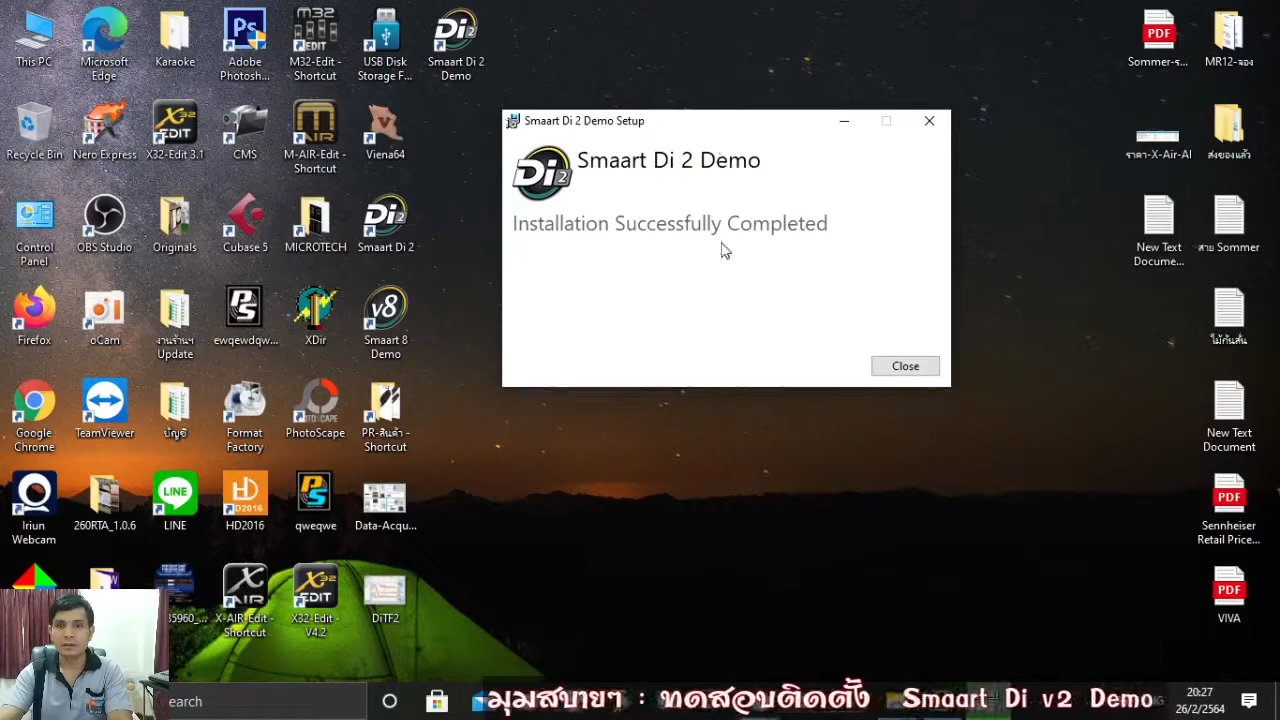 This PC
Microsoft
Edge
Karaoke
Adobe
Photosh...
M32-Edit -
Shortcut
USB Disk
Storage F...
Smaart Di 2
Demo
Sommer-ร...
MR12-จอง
Recycle Bin
Nero Express
X32-Edit 3.1
CMS
M-AIR-Edit -
Shortcut
Viena64
Smaart Di 2 Demo Setup
Smaart Di 2 Demo
Installation Successfully Completed
Close
ราคา-X-Air-AI
ส่งของแล้ว
Control
Panel
OBS Studio
Originals
Cubase 5
MICROTECH
Smaart Di 2
New Text
Docume...
สาย Sommer
Firefox
oCam
งานร้านฯ
Update
ewqewdqw...
XDir
Smaart 8
Demo
ไม้กันสั่น
Google
Chrome
TeamViewer
บัญชี
Format
Factory
PhotoScape
PR-สินค้า -
Shortcut
New Text
Document
Iriun
Webcam
260RTA_1.0.6
LINE
HD2016
qweqwe
Data-Acqu...
Sennheiser
Retail Price...
35960_...
X-AIR-Edit -
Shortcut
X32-Edit -
V4.2
DiTF2
VIVA
earch
มุมสบายๆ : ทดสอบติดตั้ง Smaart Di v2 Demo
20:27
26/2/2564